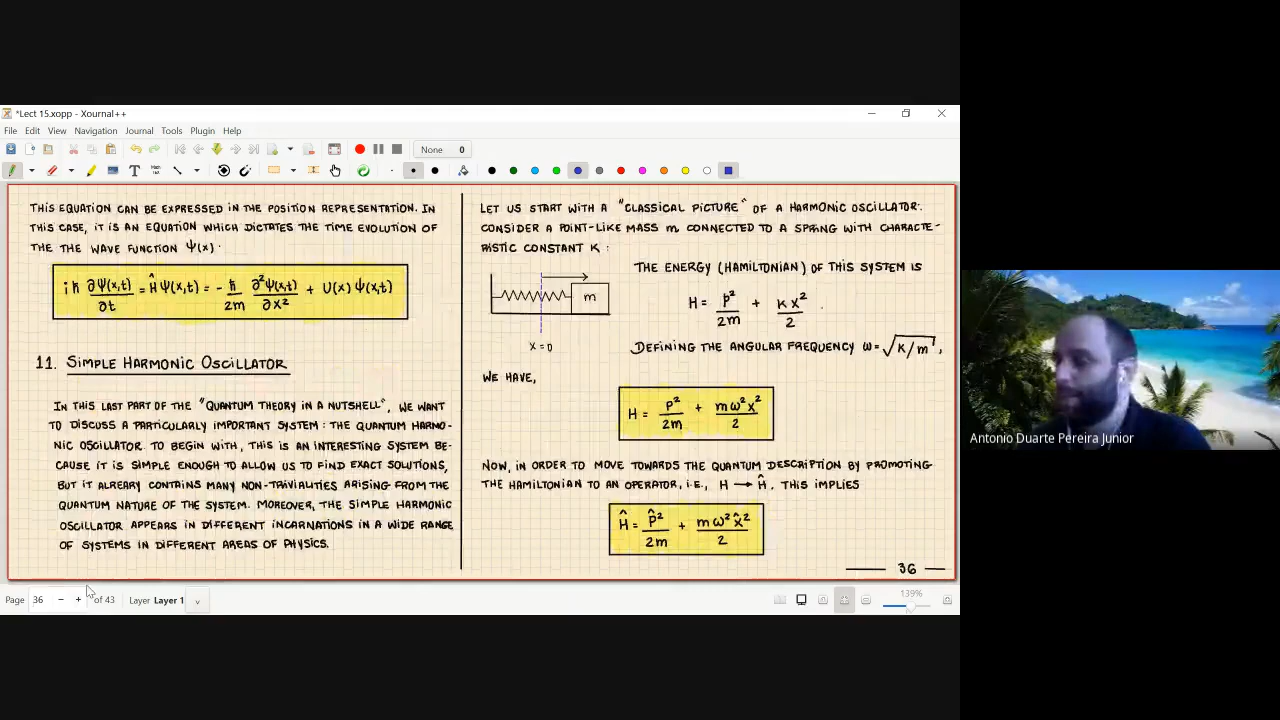 *Lect 15.xopp - Xournal++
File Edit View Navigation Journal Tools Plugin Help
None 0
THIS EQUATION CAN BE EXPRESSED IN THE POSITION REPRESENTATION. IN
THIS CASE, IT IS AN EQUATION WHICH DICTATES THE TIME EVOLUTION OF
THE THE WAVE FUNCTION Ψ(x).
iħ ∂Ψ(x,t)/∂t = Ĥ Ψ(x,t) = - ħ/2m ∂²Ψ(x,t)/∂x² + U(x) Ψ(x,t)
11. SIMPLE HARMONIC OSCILLATOR
IN THIS LAST PART OF THE "QUANTUM THEORY IN A NUTSHELL", WE WANT
TO DISCUSS A PARTICULARLY IMPORTANT SYSTEM: THE QUANTUM HARMO-
NIC OSCILLATOR. TO BEGIN WITH, THIS IS AN INTERESTING SYSTEM BE-
CAUSE IT IS SIMPLE ENOUGH TO ALLOW US TO FIND EXACT SOLUTIONS,
BUT IT ALREADY CONTAINS MANY NON-TRIVIALITIES ARISING FROM THE
QUANTUM NATURE OF THE SYSTEM. MOREOVER, THE SIMPLE HARMONIC
OSCILLATOR APPEARS IN DIFFERENT INCARNATIONS IN A WIDE RANGE
OF SYSTEMS IN DIFFERENT AREAS OF PHYSICS.
LET US START WITH A "CLASSICAL PICTURE" OF A HARMONIC OSCILLATOR.
CONSIDER A POINT-LIKE MASS m CONNECTED TO A SPRING WITH CHARACTE-
RISTIC CONSTANT K:
THE ENERGY (HAMILTONIAN) OF THIS SYSTEM IS
m
x=0
H = p²/2m + Kx²/2
DEFINING THE ANGULAR FREQUENCY ω=√K/m,
WE HAVE,
H = p²/2m + mω²x²/2
NOW, IN ORDER TO MOVE TOWARDS THE QUANTUM DESCRIPTION BY PROMOTING
THE HAMILTONIAN TO AN OPERATOR, i.e., H → Ĥ. THIS IMPLIES
Ĥ = p̂²/2m + mω²x̂²/2
36
Page 36 of 43 Layer Layer 1
139%
Antonio Duarte Pereira Junior